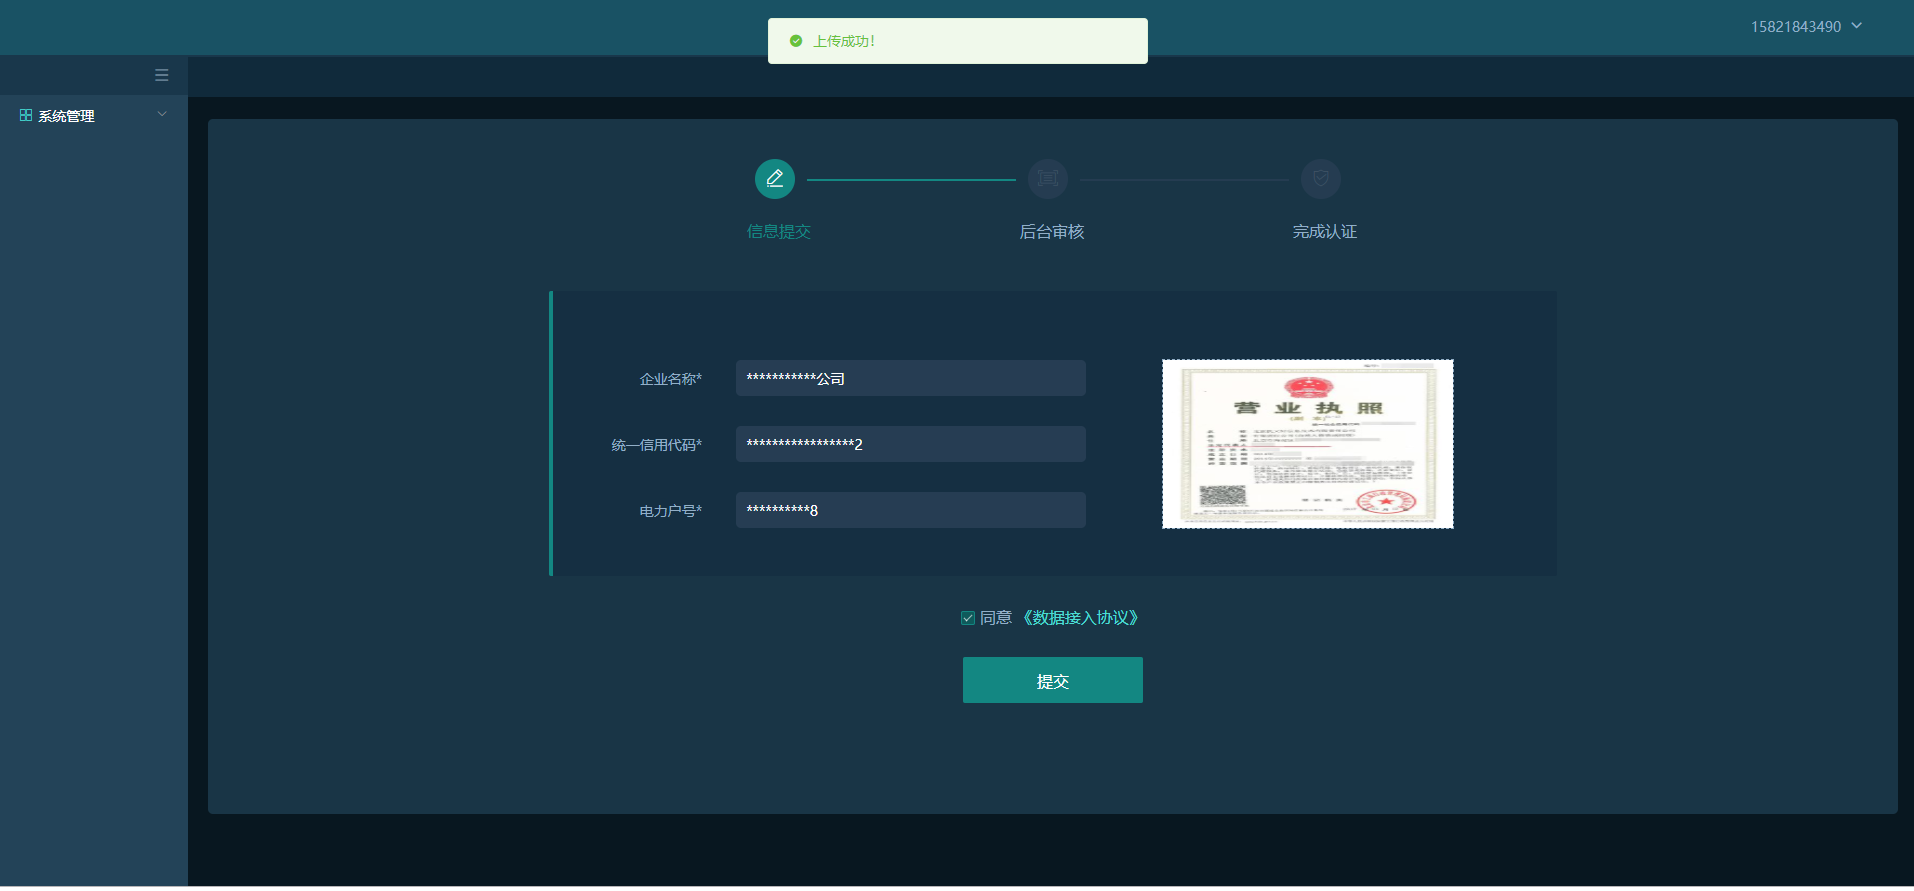 上传成功！
15821843490
系统管理
信息提交
后台审核
完成认证
企业名称*
***********公司
统一信用代码*
*****************2
电力户号*
**********8
营业执照
同意 《数据接入协议》
提交